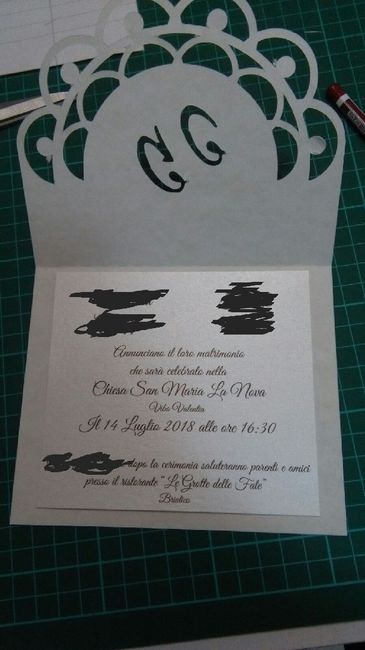 G G
Annunciano il loro matrimonio
che sarà celebrato nella
Chiesa San Maria La Nova
Vibo Valentia
Il 14 Luglio 2018 alle ore 16:30
dopo la cerimonia saluteranno parenti e amici
presso il ristorante "Le Grotte delle Fate"
Briatico